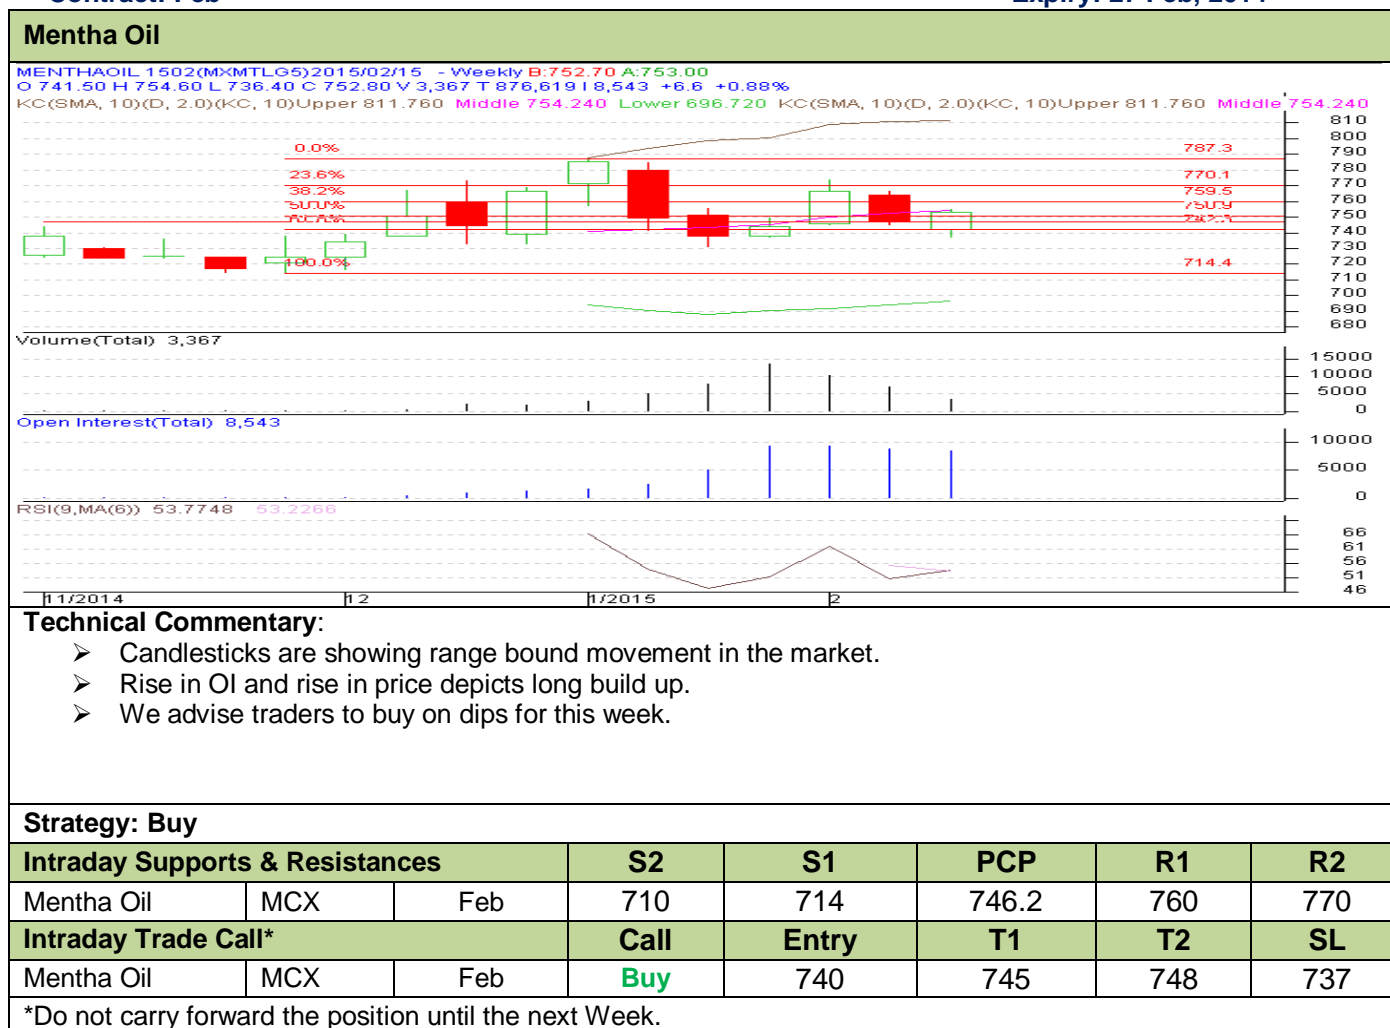 Mentha Oil
MENTHAOIL 1502(MXMTLG5)2015/02/15 - Weekly B:752.70 A:753.00
O 741.50 H 754.60 L 736.40 C 752.80 V 3,367 T 876,619 I 8,543 +6.6 +0.88%
KC(SMA, 10)(D, 2.0)(KC, 10)Upper 811.760 Middle 754.240 Lower 696.720 KC(SMA, 10)(D, 2.0)(KC, 10)Upper 811.760 Middle 754.240
810
800
0.0% 787.3 790
780
23.6% 770.1 770
38.2% 759.5 760
50.0% 750.9 750
740
730
100.0% 714.4 720
710
700
690
680
Volume(Total) 3,367
15000
10000
5000
0
Open Interest(Total) 8,543
10000
5000
0
RSI(9,MA(6)) 53.7748 53.2266
66
61
56
51
46
11/2014 12 1/2015 2
Technical Commentary:
➢ Candlesticks are showing range bound movement in the market.
➢ Rise in OI and rise in price depicts long build up.
➢ We advise traders to buy on dips for this week.
Strategy: Buy
Intraday Supports & Resistances S2 S1 PCP R1 R2
Mentha Oil MCX Feb 710 714 746.2 760 770
Intraday Trade Call* Call Entry T1 T2 SL
Mentha Oil MCX Feb Buy 740 745 748 737
*Do not carry forward the position until the next Week.